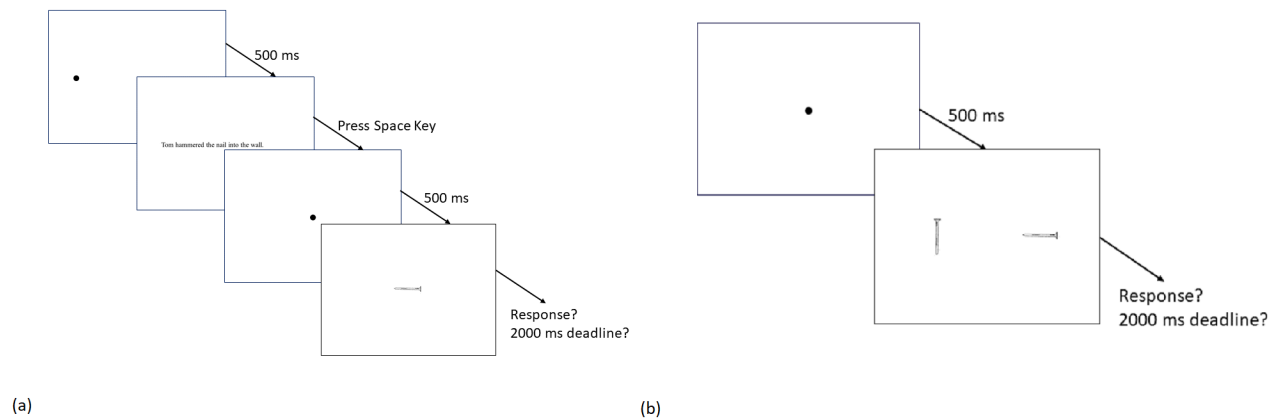 500 ms
Press Space Key
Tom hammered the nail into the wall.
500 ms
Response?
2000 ms deadline?
(a)
500 ms
Response?
2000 ms deadline?
(b)